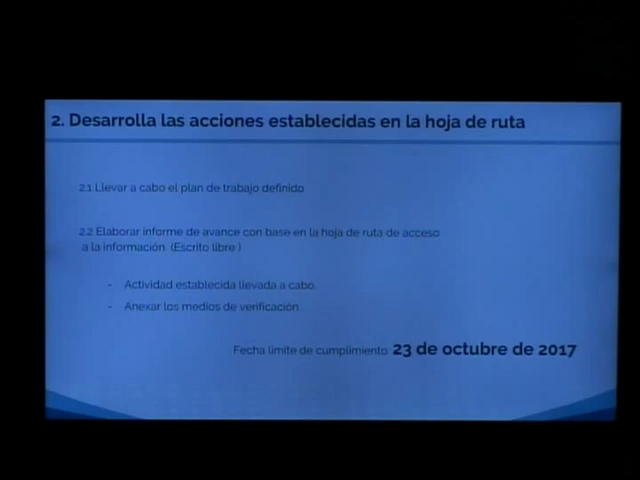 2. Desarrolla las acciones establecidas en la hoja de ruta
2.1 Llevar a cabo el plan de trabajo definido
2.2 Elaborar informe de avance con base en la hoja de ruta de acceso
a la información (Escrito libre )
- Actividad establecida llevada a cabo.
- Anexar los medios de verificación
Fecha limite de cumplimiento: 23 de octubre de 2017